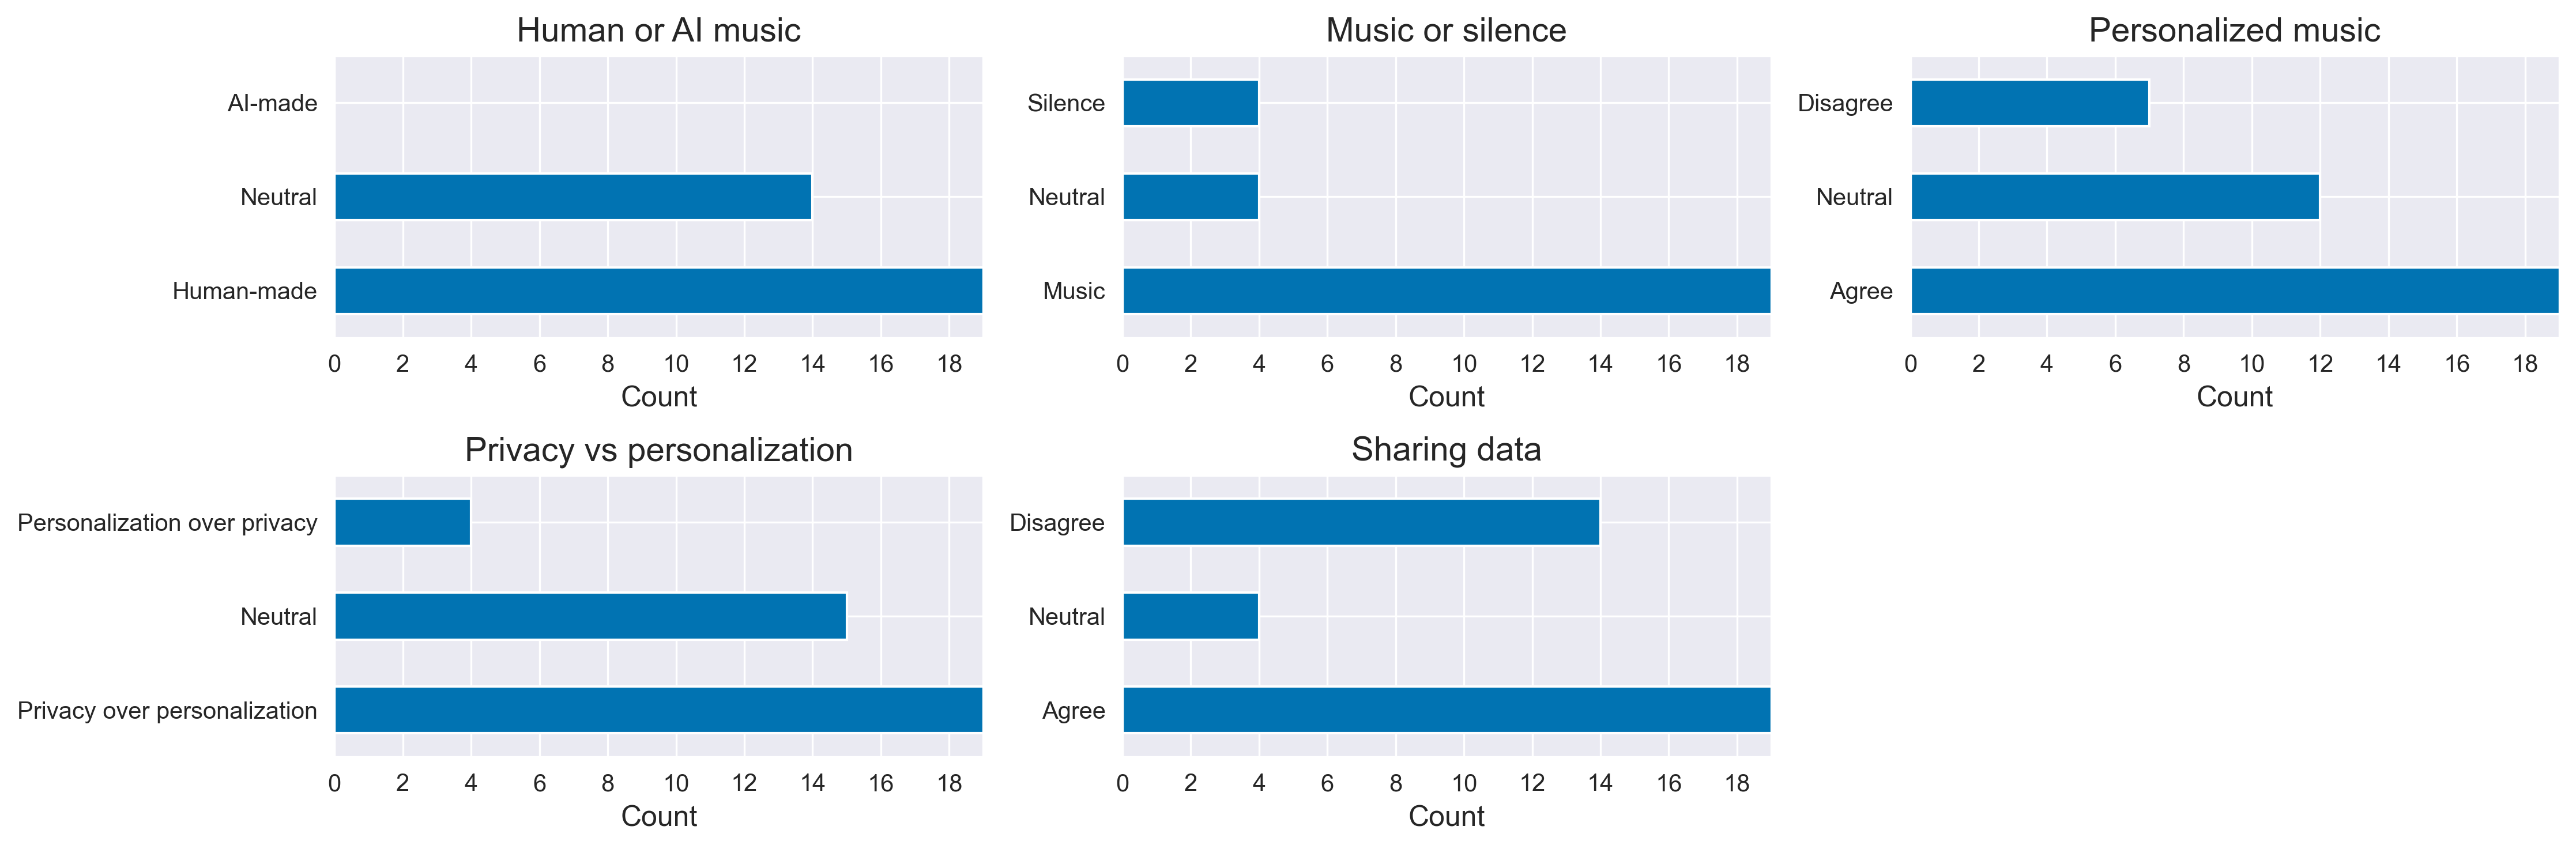 Human or AI music
AI-made
Neutral
Human-made
0 2 4 6 8 10 12 14 16 18
Count
Music or silence
Silence
Neutral
Music
0 2 4 6 8 10 12 14 16 18
Count
Personalized music
Disagree
Neutral
Agree
0 2 4 6 8 10 12 14 16 18
Count
Privacy vs personalization
Personalization over privacy
Neutral
Privacy over personalization
0 2 4 6 8 10 12 14 16 18
Count
Sharing data
Disagree
Neutral
Agree
0 2 4 6 8 10 12 14 16 18
Count